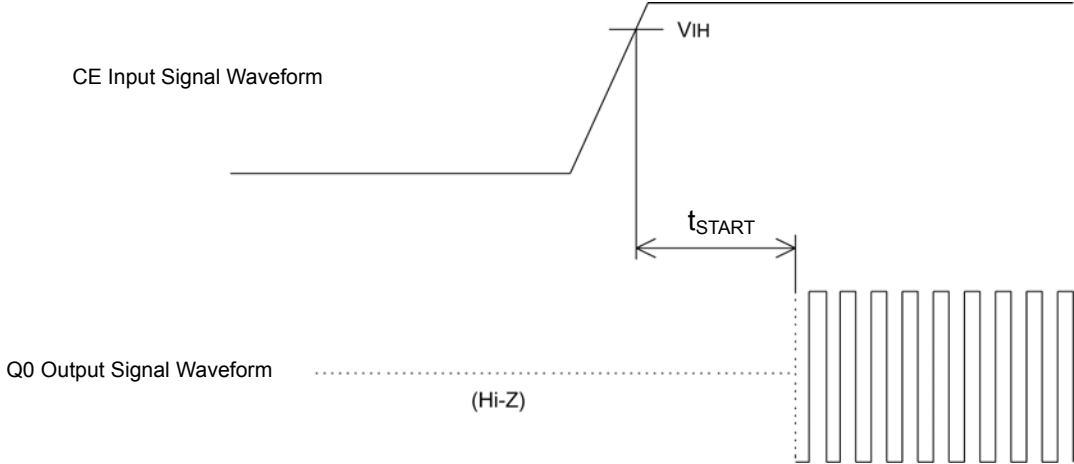 VIH
CE Input Signal Waveform
tSTART
Q0 Output Signal Waveform
(Hi-Z)